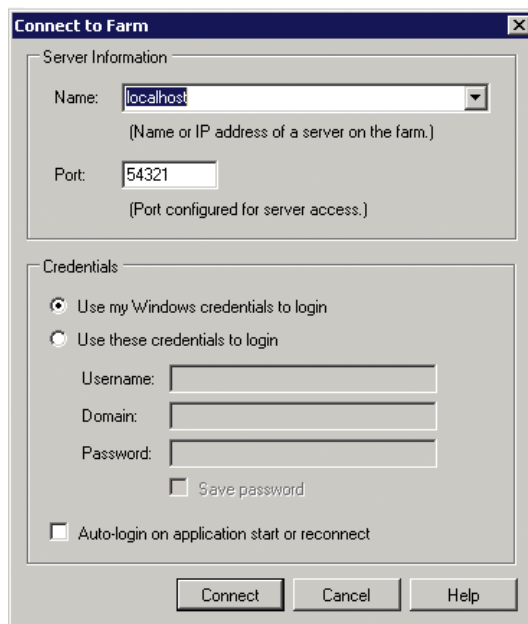 Connect to Farm
Server Information
Name: localhost
(Name or IP address of a server on the farm.)
Port: 54321
(Port configured for server access.)
Credentials
Use my Windows credentials to login
Use these credentials to login
Username:
Domain:
Password:
Save password
Auto-login on application start or reconnect
Connect Cancel Help